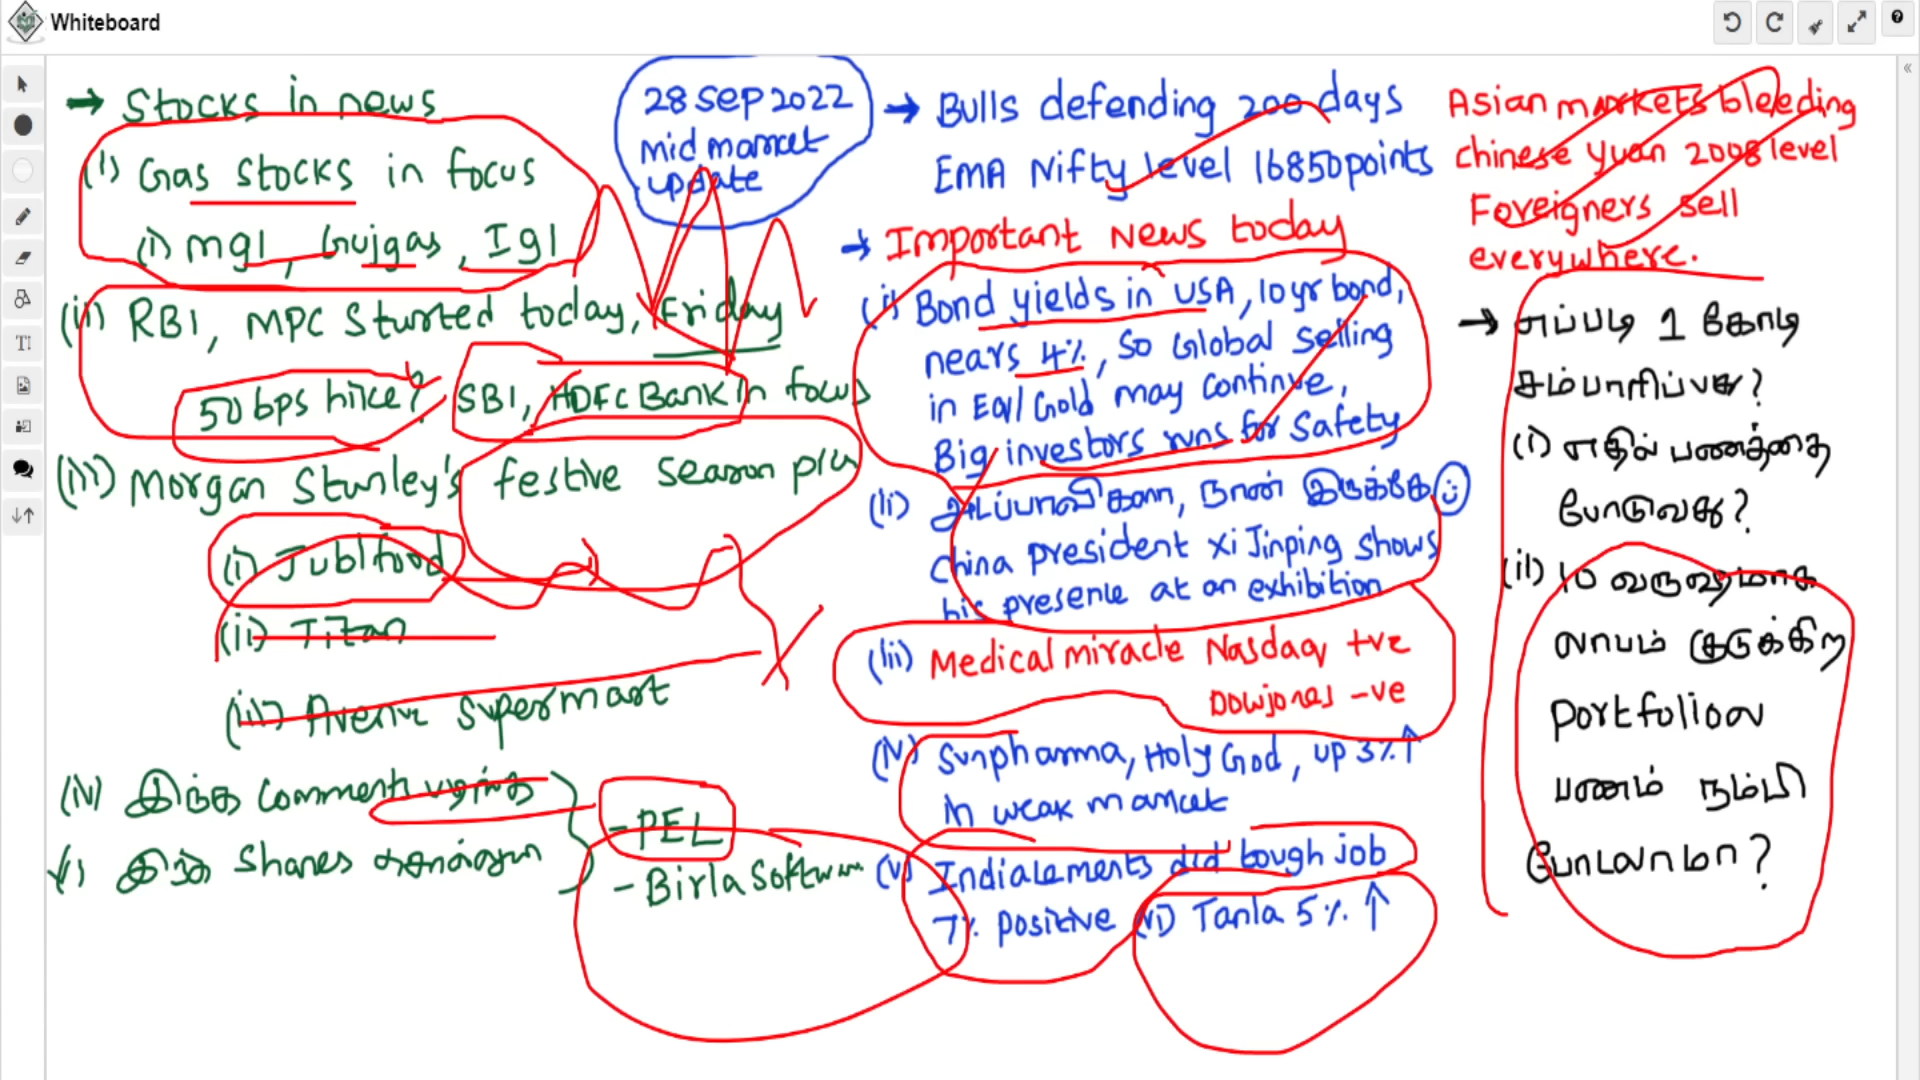 Whiteboard
→ Stocks in news
(i) Gas stocks in focus
(i) mgl, Gujgas, Igl
(ii) RBI, MPC Started today, Friday
50 bps hike? SBI, HDFC Bank in focus
(iii) Morgan Stanley's festive season
(i) Jublfood
(ii) Titan
(iii) Avenue Supermart
(iv) இந்த Comment
(v) இந்த Shares
- PEL
- Birla Software
28 Sep 2022
mid market
update
→ Bulls defending 200 days
EMA Nifty level 16850points
→ Important News today
(i) Bond yields in USA, 10yr bond,
nears 4%, So Global Selling
in Eq/Gold may continue,
Big investors runs for Safety
(ii) நான் இருக்கே
China president Xi Jinping shows
his presence at an exhibition
(iii) Medical miracle Nasdaq +ve
Dowjones -ve
(iv) Sunpharma, Holy God, up 3% ↑
in weak market
(v) Indiacements did tough job
7% positive (vi) Tanla 5% ↑
Asian markets bleeding
Chinese Yuan 2008 level
Foreigners sell
everywhere.
→ எப்படி 1 கோடி
சம்பாரிப்பது?
(i) எதில் பணத்தை
போடுவது?
(ii) 10 வருஷமாக
லாபம் குடுக்கிற
Portfolioல
பணம் நம்பி
போடலாமா?